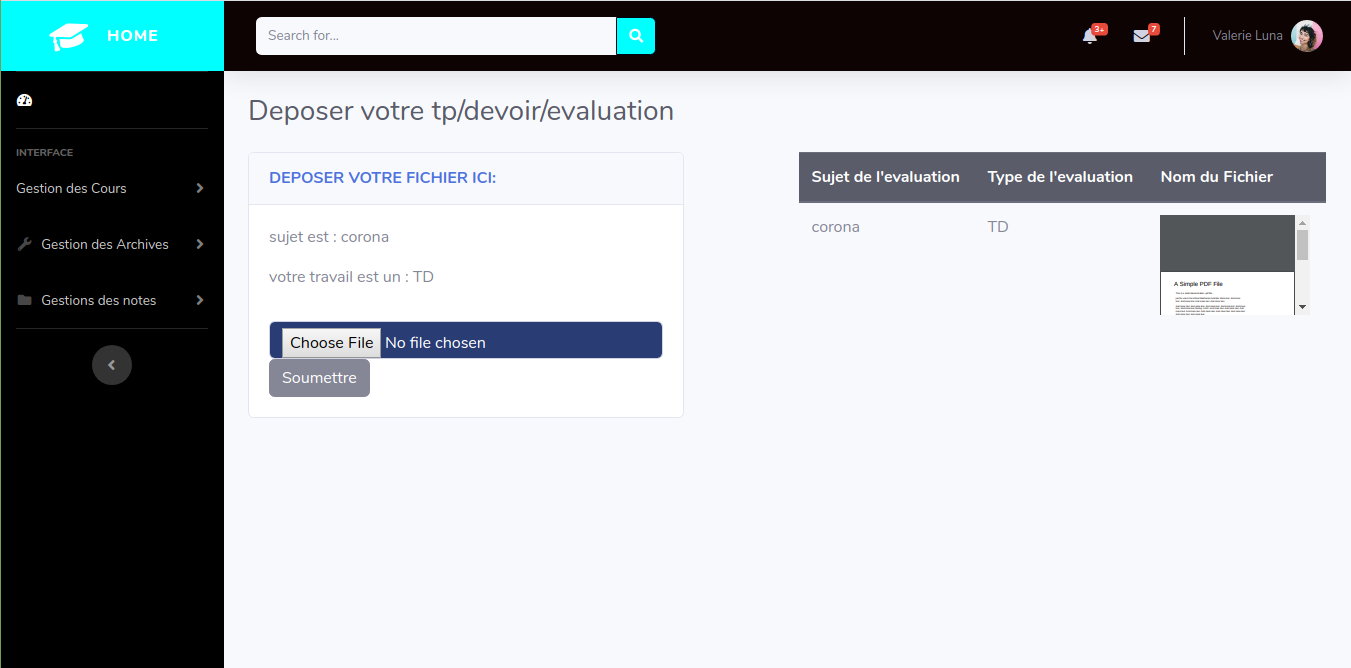 HOME
Search for...
3+
7
Valerie Luna
INTERFACE
Gestion des Cours
Gestion des Archives
Gestions des notes
Deposer votre tp/devoir/evaluation
DEPOSER VOTRE FICHIER ICI:
sujet est : corona
votre travail est un : TD
Choose File No file chosen
Soumettre
Sujet de l'evaluation Type de l'evaluation Nom du Fichier
corona TD
A Simple PDF File